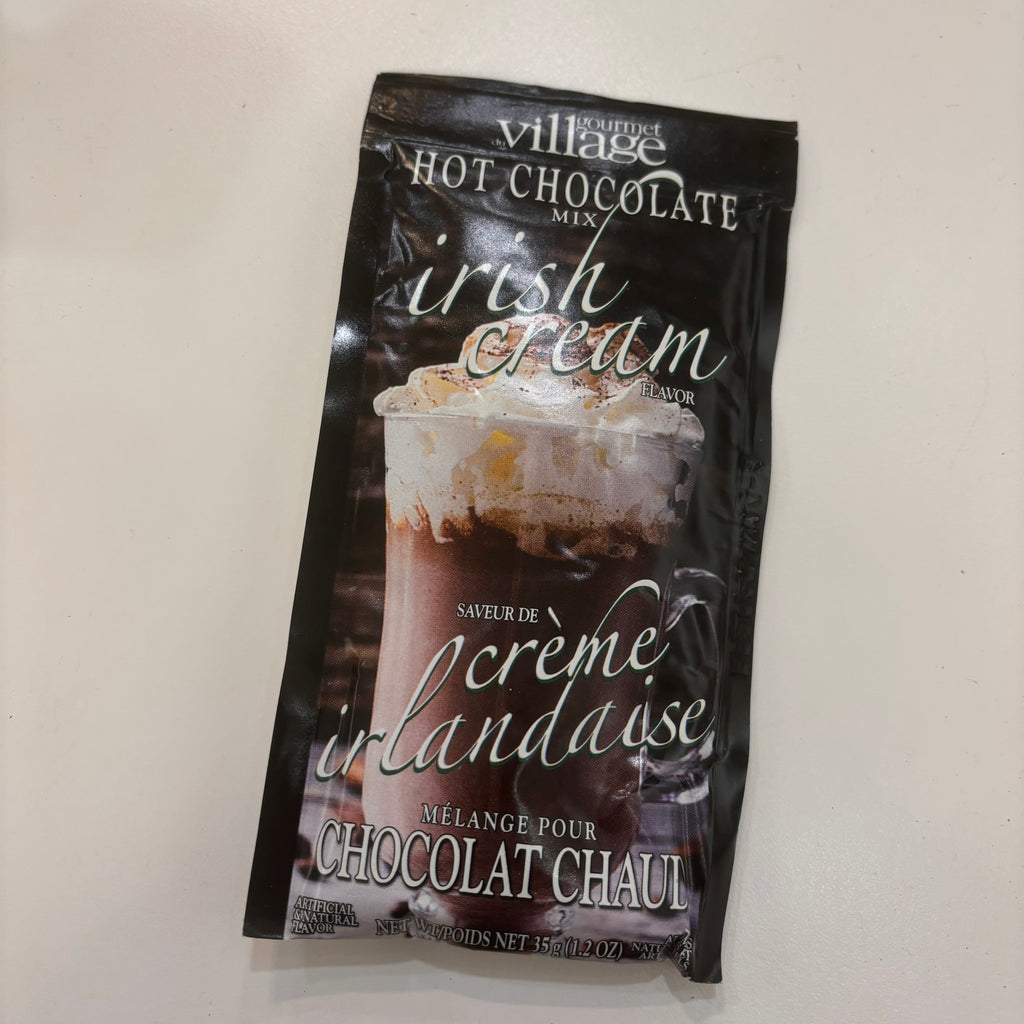 gourmet
du village
HOT CHOCOLATE
MIX
irish
cream
FLAVOR
SAVEUR DE
crème
irlandaise
MÉLANGE POUR
CHOCOLAT CHAUD
ARTIFICIAL
& NATURAL
FLAVOR
NET WT/POIDS NET 35 g (1.2 OZ)